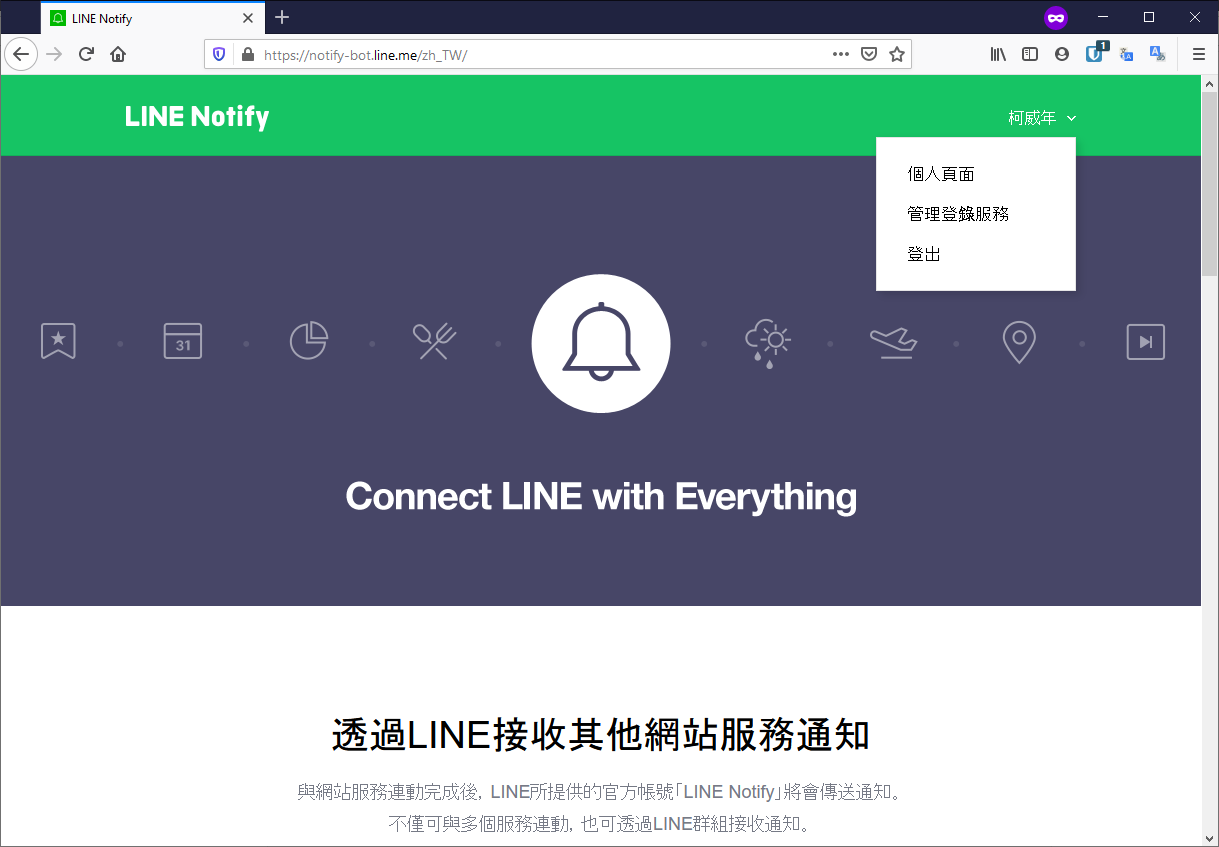 LINE Notify
https://notify-bot.line.me/zh_TW/
1
LINE Notify
柯威年
個人頁面
管理登錄服務
登出
31
Connect LINE with Everything
透過LINE接收其他網站服務通知
與網站服務連動完成後, LINE所提供的官方帳號「LINE Notify」將會傳送通知。
不僅可與多個服務連動, 也可透過LINE群組接收通知。